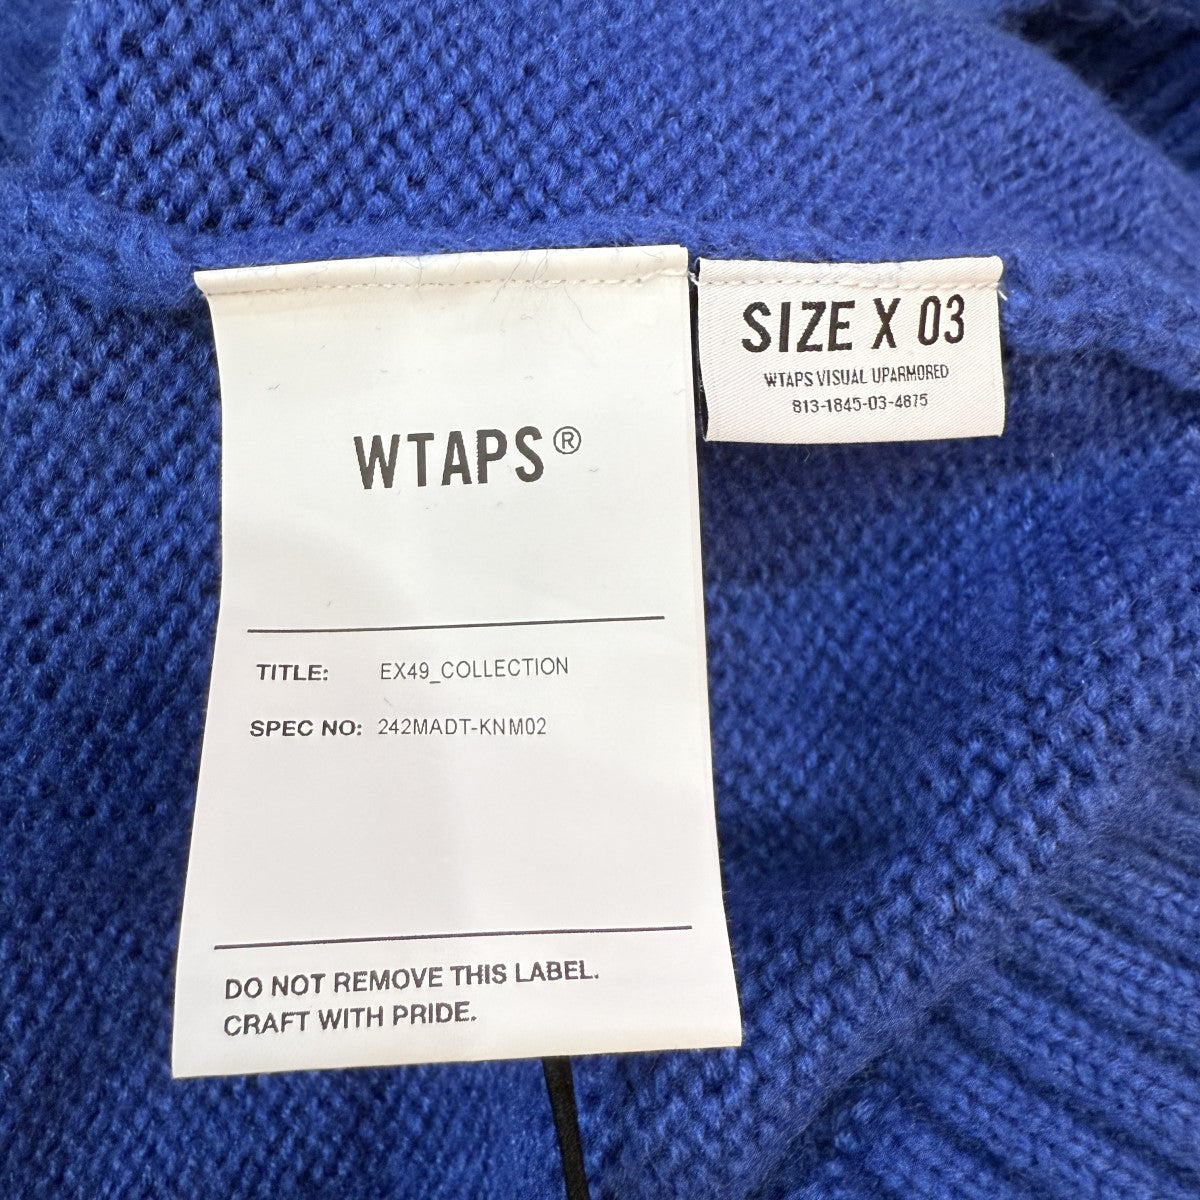 WTAPS®
TITLE: EX49_COLLECTION
SPEC NO: 242MADT-KNM02
DO NOT REMOVE THIS LABEL.
CRAFT WITH PRIDE.
SIZE X 03
WTAPS VISUAL UPARMORED
813-1845-03-4875